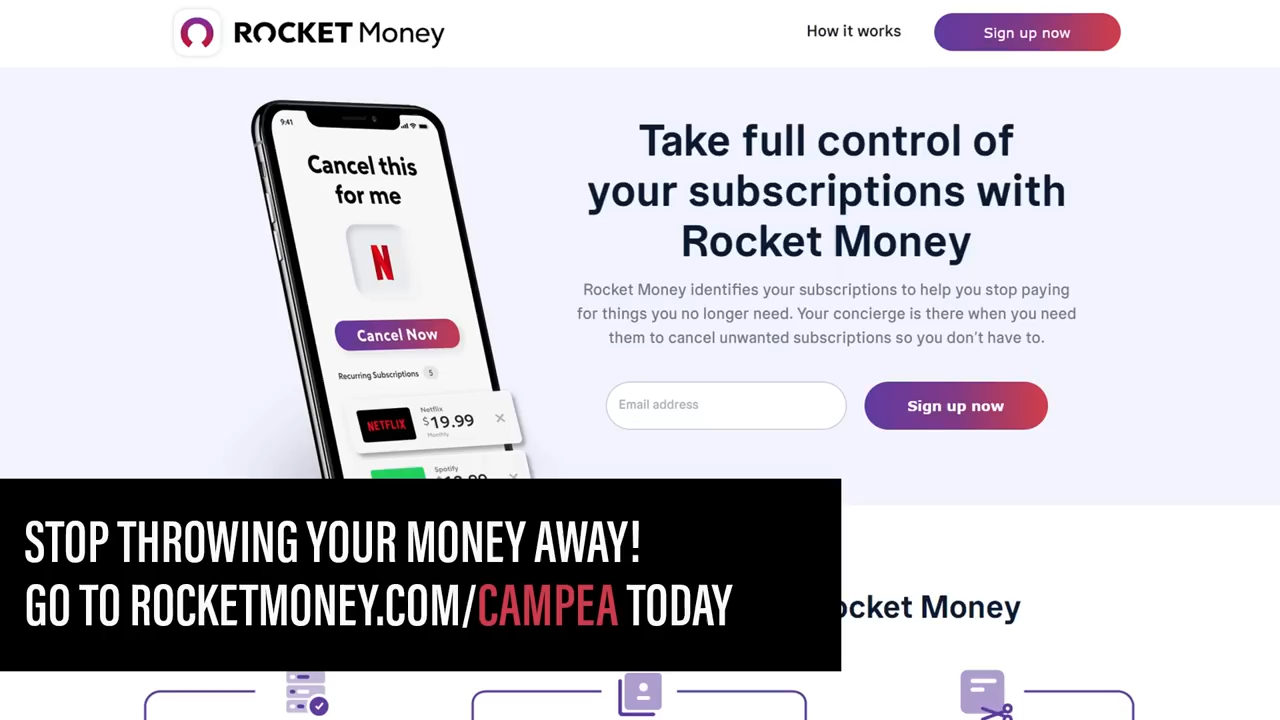 ROCKET Money
How it works
Sign up now
9:41
Cancel this
for me
N
Cancel Now
Recurring Subscriptions 5
NETFLIX
Netflix
$19.99
Monthly
Spotify
Take full control of
your subscriptions with
Rocket Money
Rocket Money identifies your subscriptions to help you stop paying
for things you no longer need. Your concierge is there when you need
them to cancel unwanted subscriptions so you don’t have to.
Email address
Sign up now
STOP THROWING YOUR MONEY AWAY!
GO TO ROCKETMONEY.COM/CAMPEA TODAY
ocket Money